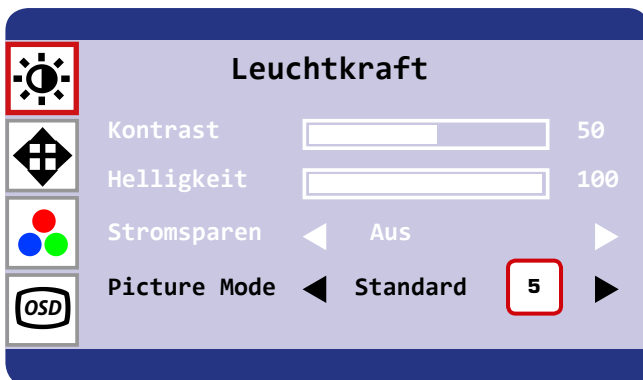 Leuchtkraft
Kontrast 50
Helligkeit 100
Stromsparen Aus
Picture Mode Standard 5
OSD